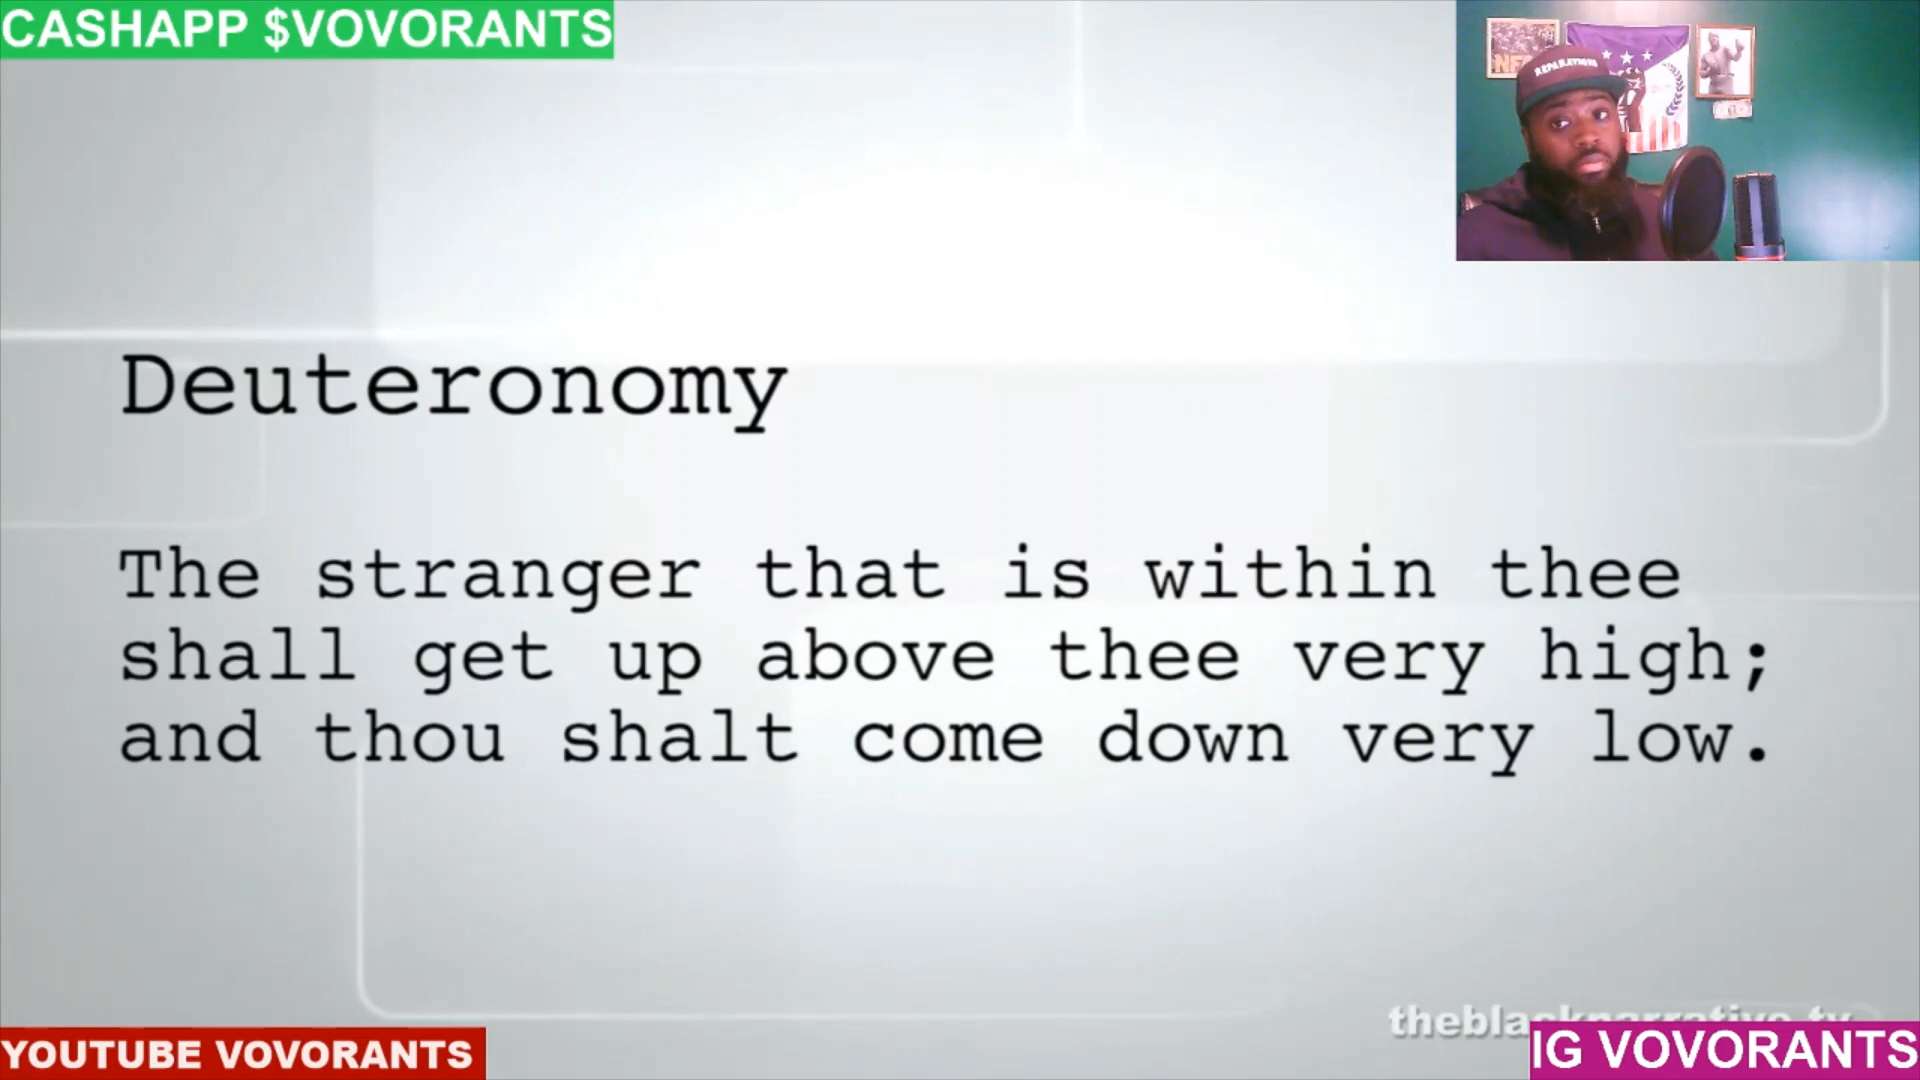 CASHAPP $VOVORANTS
REPARATIONS
Deuteronomy
The stranger that is within thee
shall get up above thee very high;
and thou shalt come down very low.
YOUTUBE VOVORANTS
IG VOVORANTS